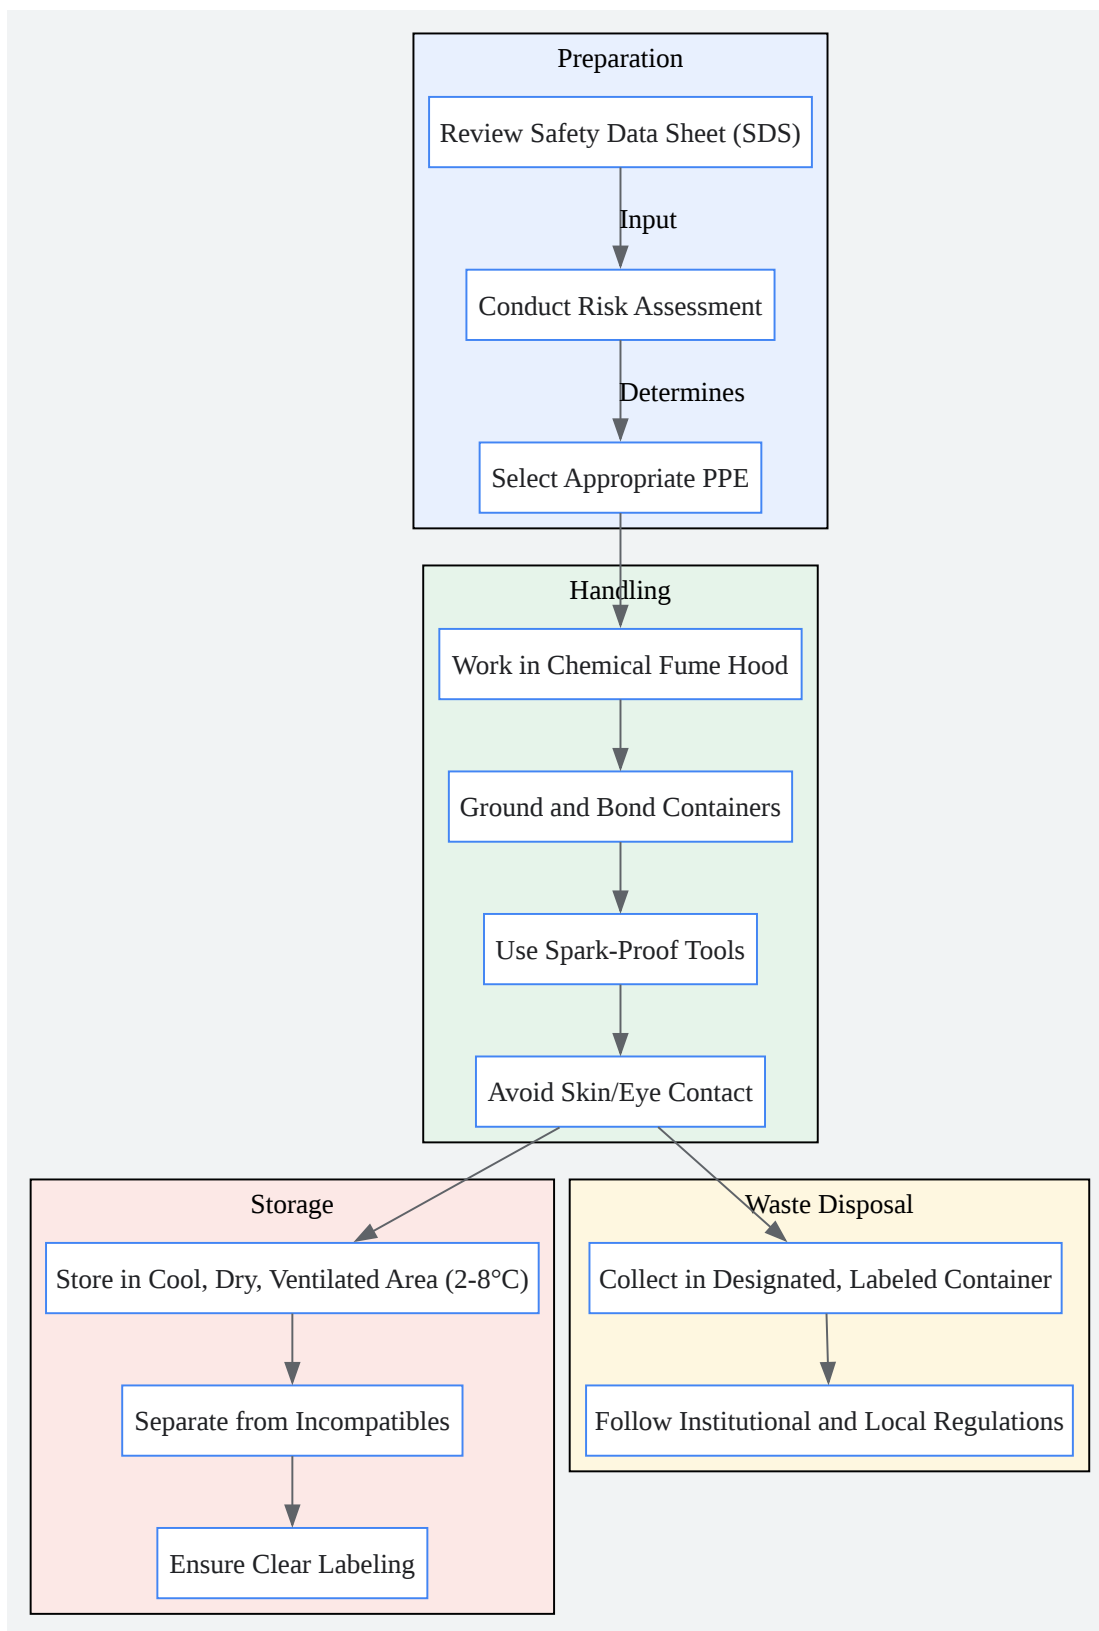 Preparation
Review Safety Data Sheet (SDS)
Input
Conduct Risk Assessment
Determines
Select Appropriate PPE
Handling
Work in Chemical Fume Hood
Ground and Bond Containers
Use Spark-Proof Tools
Avoid Skin/Eye Contact
Storage
Store in Cool, Dry, Ventilated Area (2-8°C)
Separate from Incompatibles
Ensure Clear Labeling
Waste Disposal
Collect in Designated, Labeled Container
Follow Institutional and Local Regulations